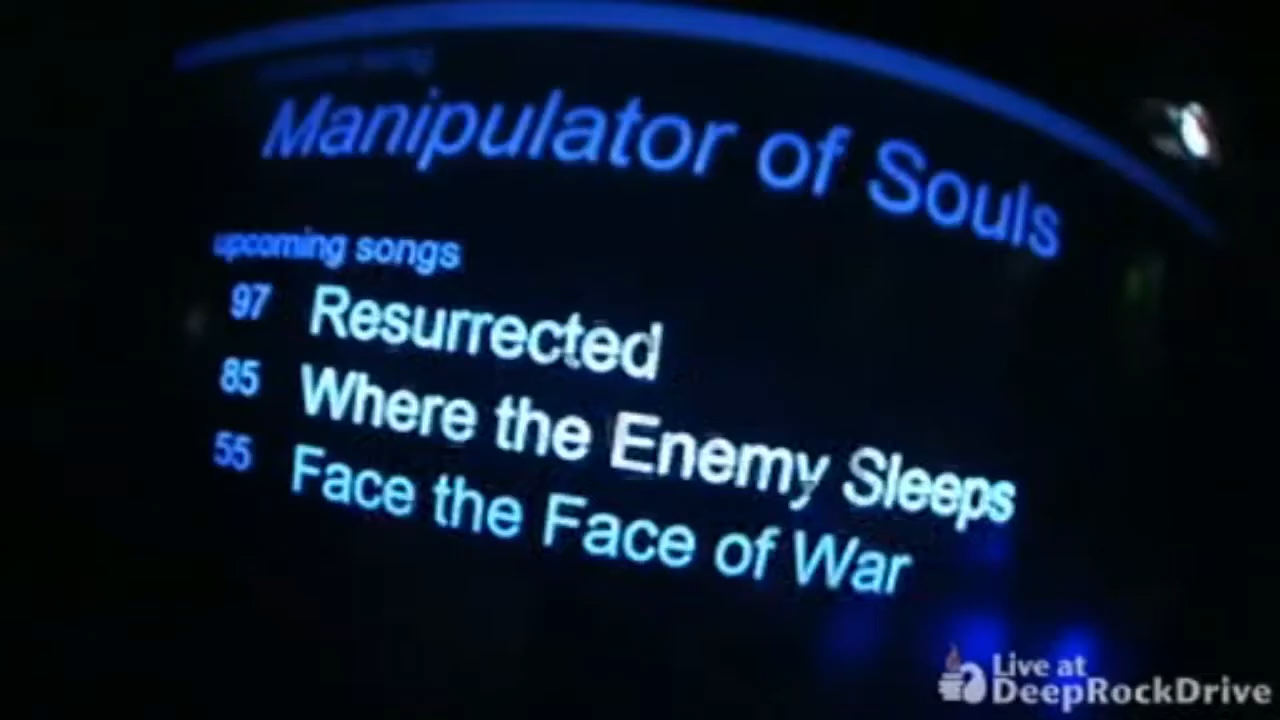 Manipulator of Souls
upcoming songs
97 Resurrected
85 Where the Enemy Sleeps
55 Face the Face of War
Live at
DeepRockDrive